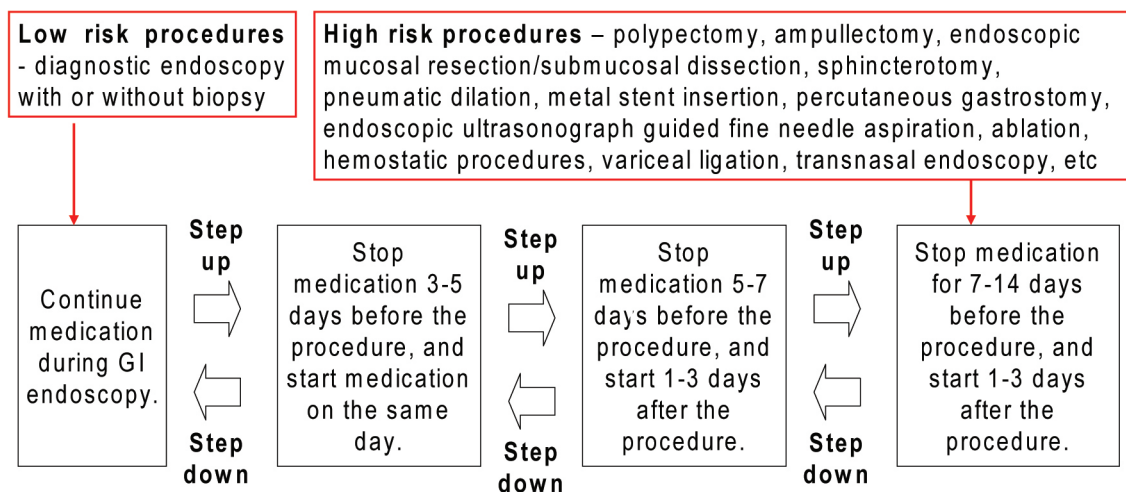 Low risk procedures
- diagnostic endoscopy
with or without biopsy
High risk procedures – polypectomy, ampullectomy, endoscopic
mucosal resection/submucosal dissection, sphincterotomy,
pneumatic dilation, metal stent insertion, percutaneous gastrostomy,
endoscopic ultrasonograph guided fine needle aspiration, ablation,
hemostatic procedures, variceal ligation, transnasal endoscopy, etc
Continue
medication
during GI
endoscopy.
Step
up
Step
down
Stop
medication 3-5
days before the
procedure, and
start medication
on the same
day.
Step
up
Step
down
Stop
medication 5-7
days before the
procedure, and
start 1-3 days
after the
procedure.
Step
up
Step
down
Stop medication
for 7-14 days
before the
procedure, and
start 1-3 days
after the
procedure.